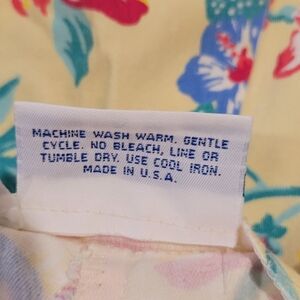 MACHINE WASH WARM. GENTLE
CYCLE. NO BLEACH, LINE OR
TUMBLE DRY. USE COOL IRON.
MADE IN U.S.A.